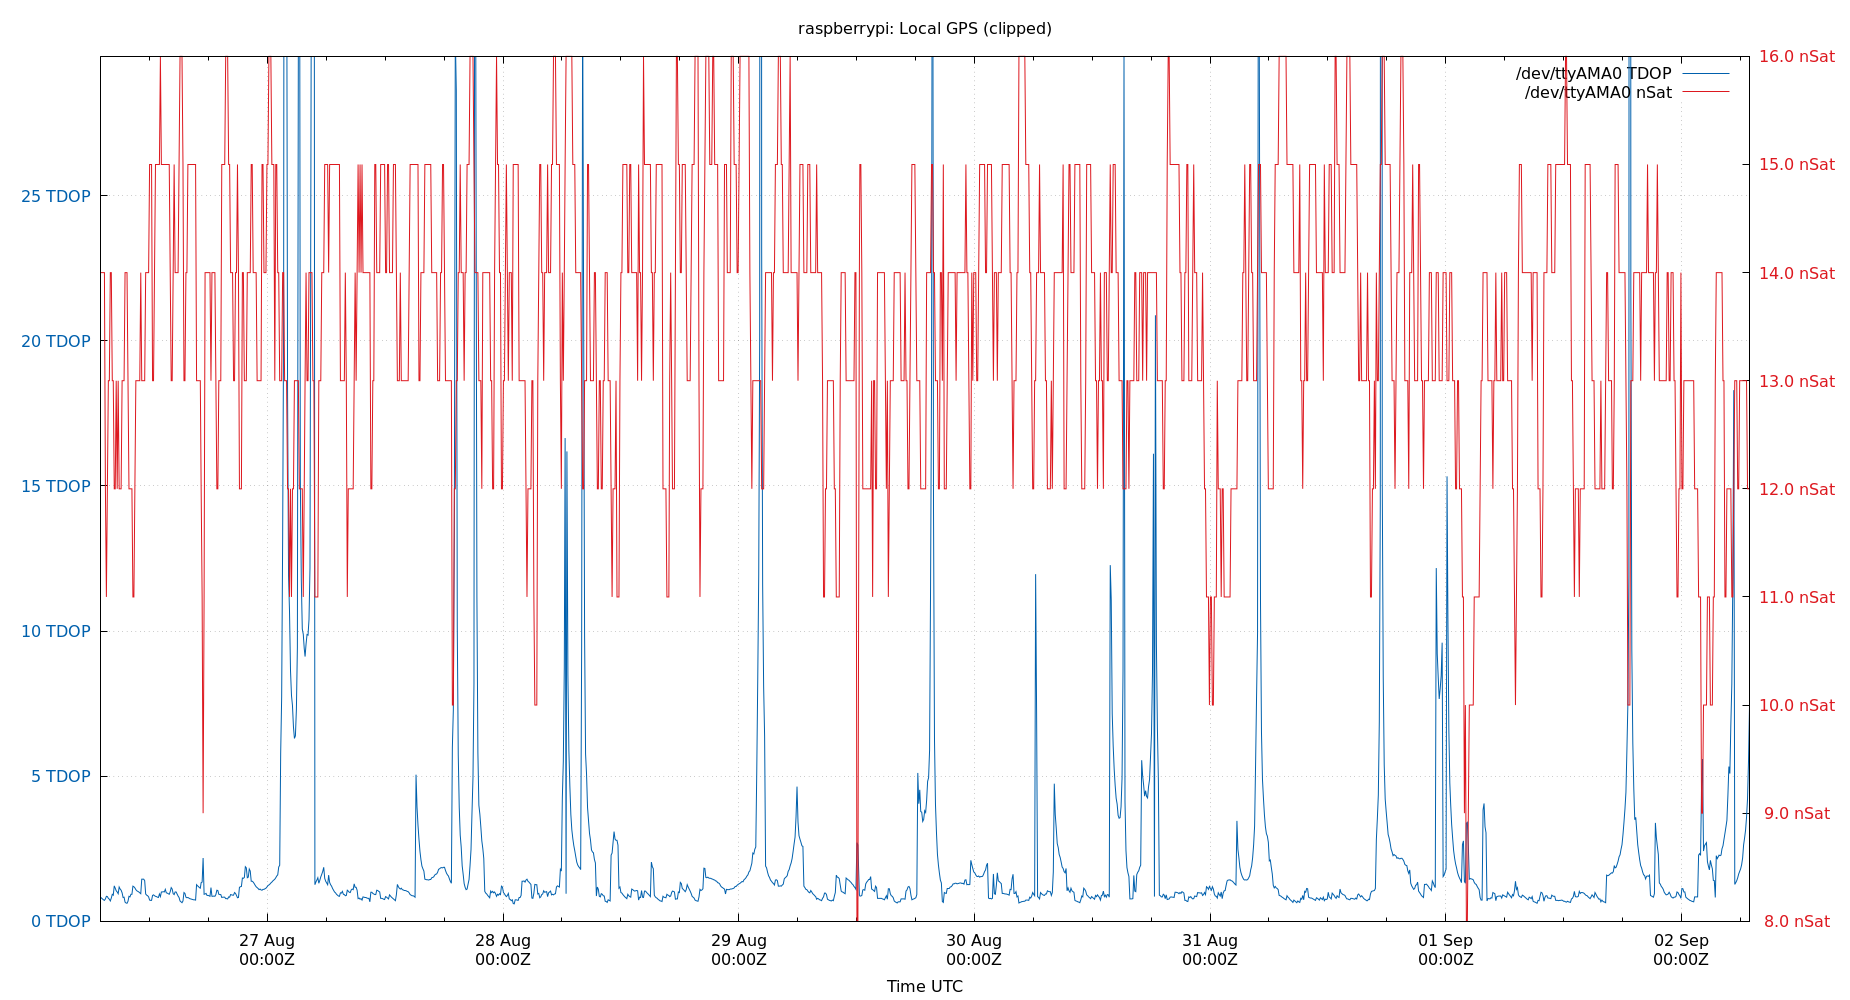 raspberrypi: Local GPS (clipped)
/dev/ttyAMA0 TDOP
/dev/ttyAMA0 nSat
25 TDOP
20 TDOP
15 TDOP
10 TDOP
5 TDOP
0 TDOP
16.0 nSat
15.0 nSat
14.0 nSat
13.0 nSat
12.0 nSat
11.0 nSat
10.0 nSat
9.0 nSat
8.0 nSat
27 Aug
00:00Z
28 Aug
00:00Z
29 Aug
00:00Z
30 Aug
00:00Z
31 Aug
00:00Z
01 Sep
00:00Z
02 Sep
00:00Z
Time UTC